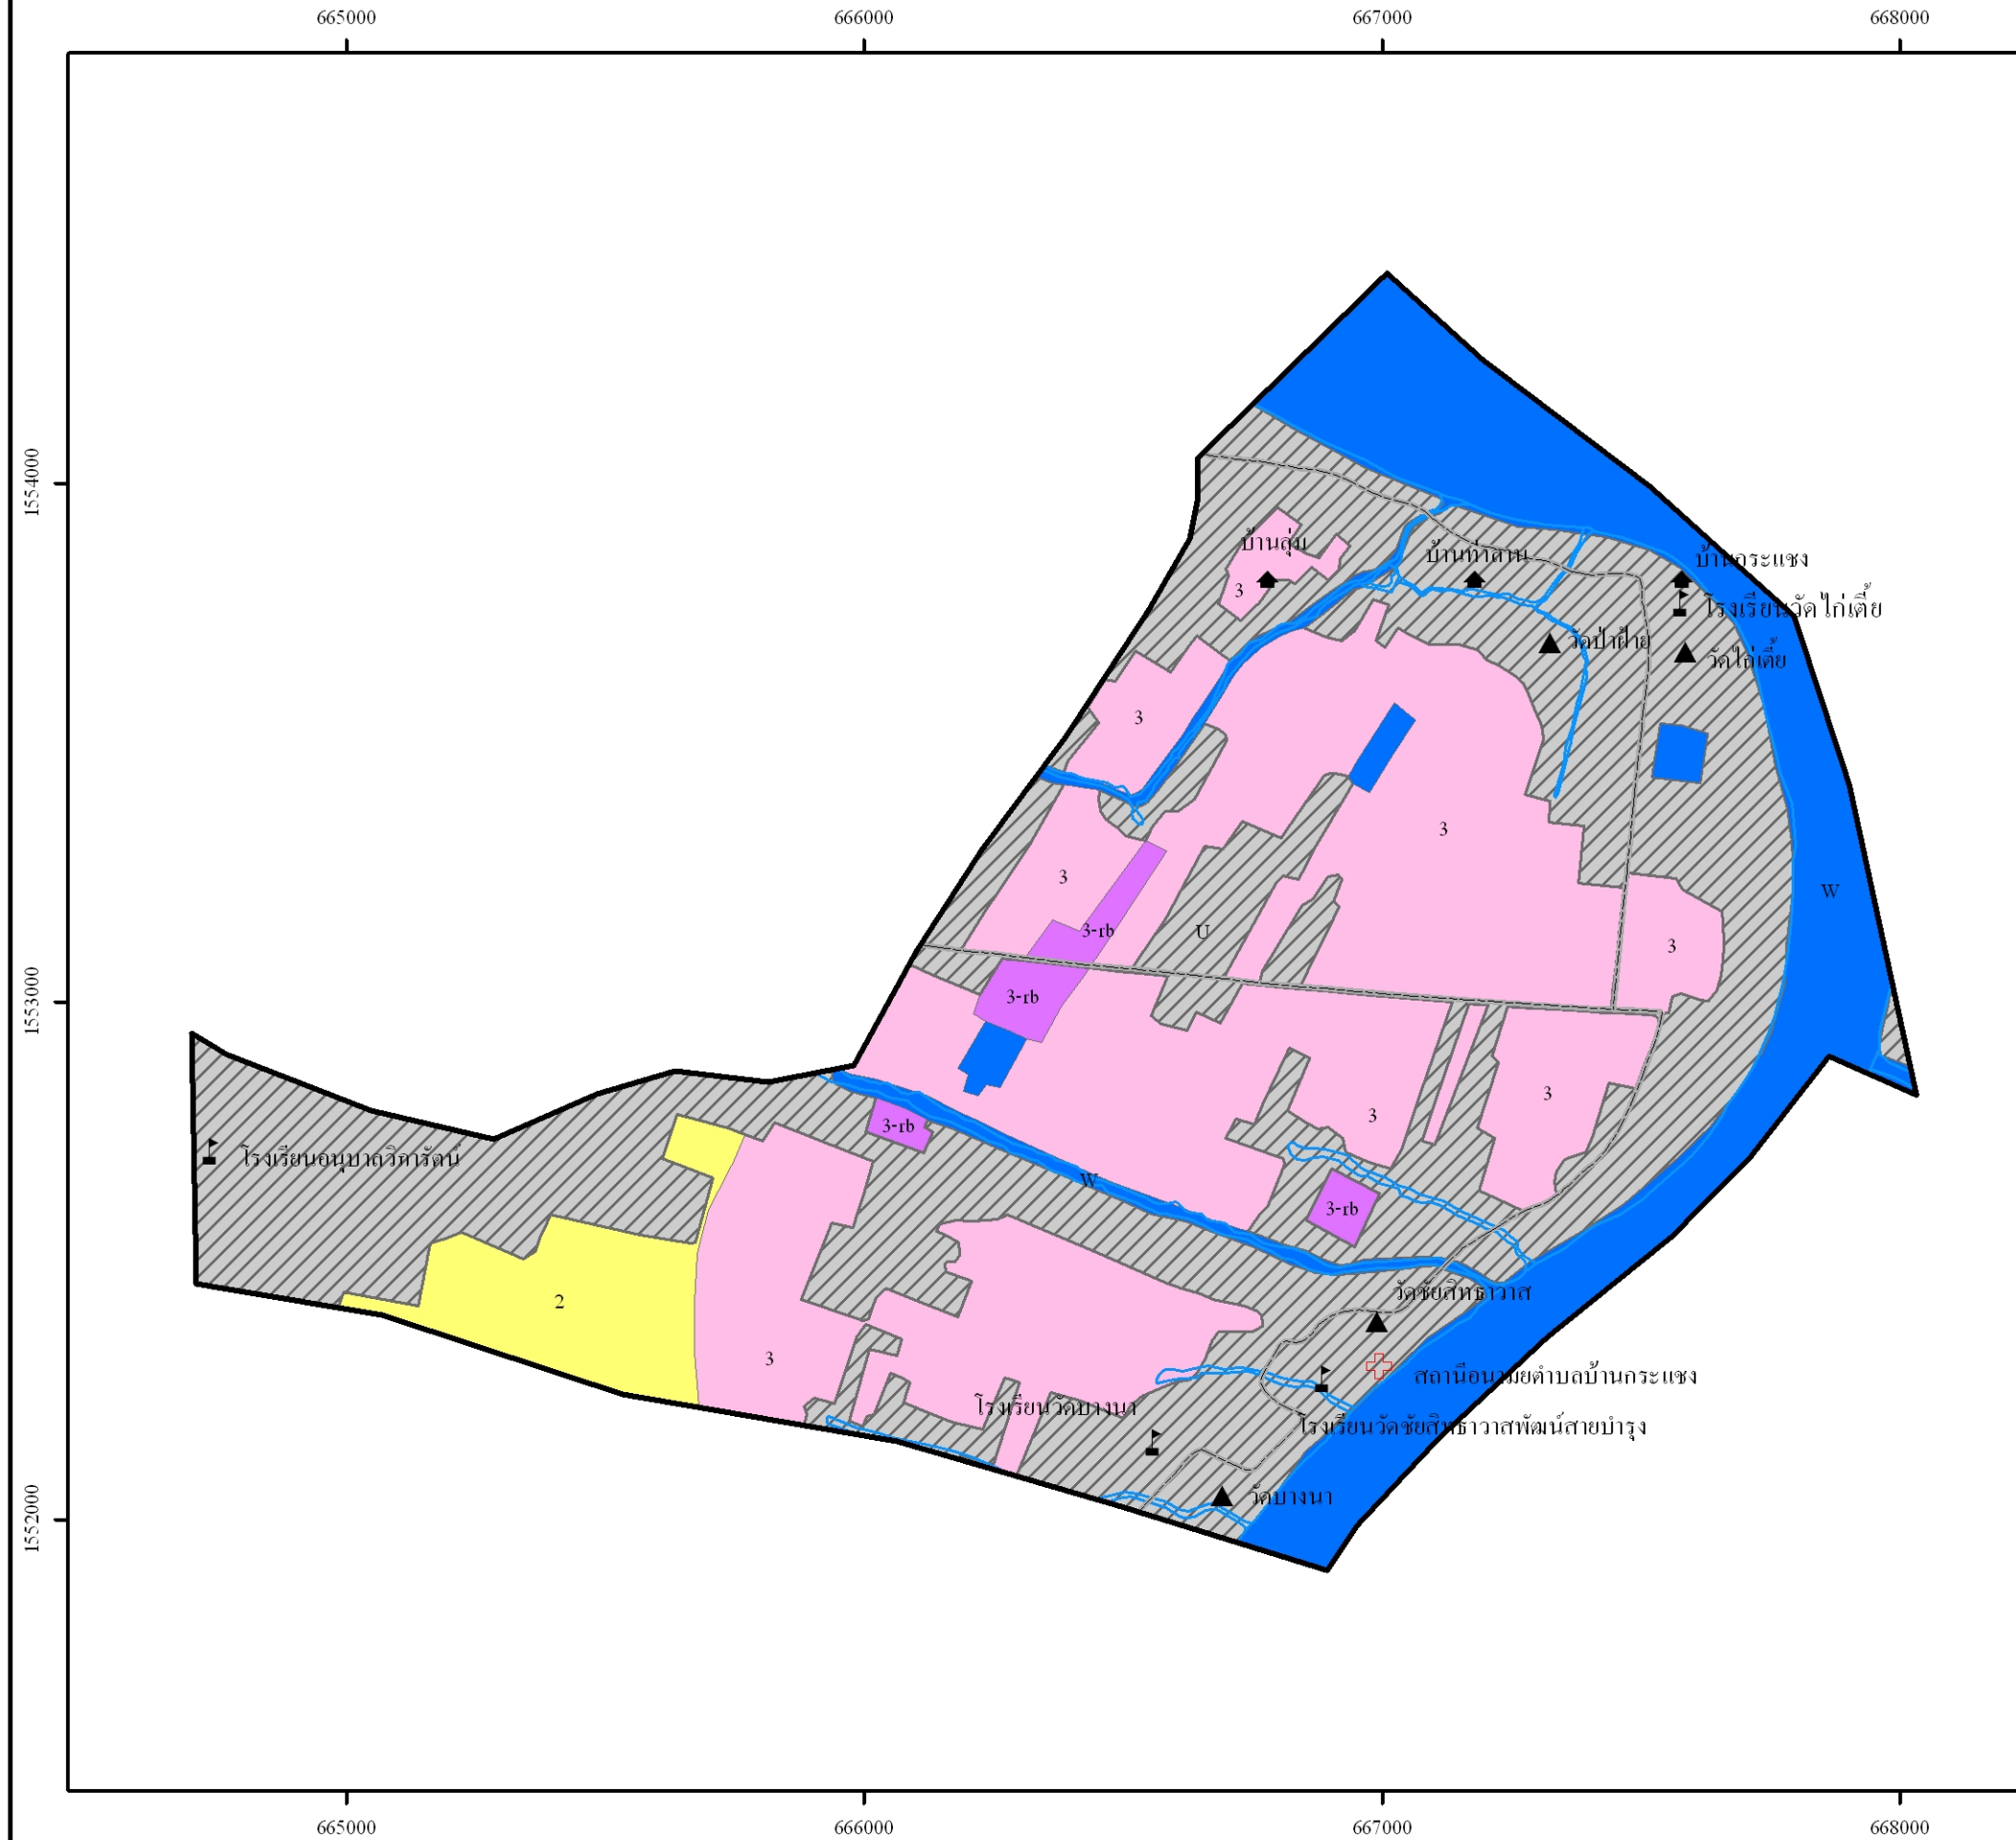 665000 666000 667000 668000
1554000
1553000
1552000
บ้านลุ่ม
บ้านท่าลาน
บ้านกระแชง
3
โรงเรียนวัดไก่เตี้ย
วัดป่าฝ้าย
วัดไก่เตี้ย
3
3
3
W
3-rb
U
3
3-rb
3
3
3-rb
โรงเรียนอนุบาลวิภารัตน์
W
3-rb
วัดชัยสิทธาวาส
2
3
สถานีอนามัยตำบลบ้านกระแชง
โรงเรียนวัดบางนา
โรงเรียนวัดชัยสิทธาวาสพัฒน์สายบำรุง
วัดบางนา
665000 666000 667000 668000